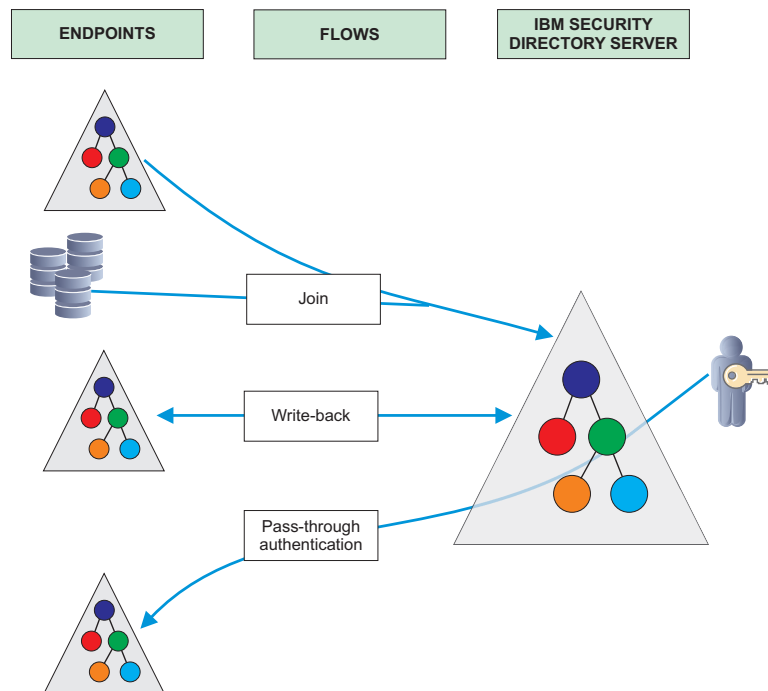 ENDPOINTS
FLOWS
IBM SECURITY
DIRECTORY SERVER
Join
Write-back
Pass-through
authentication